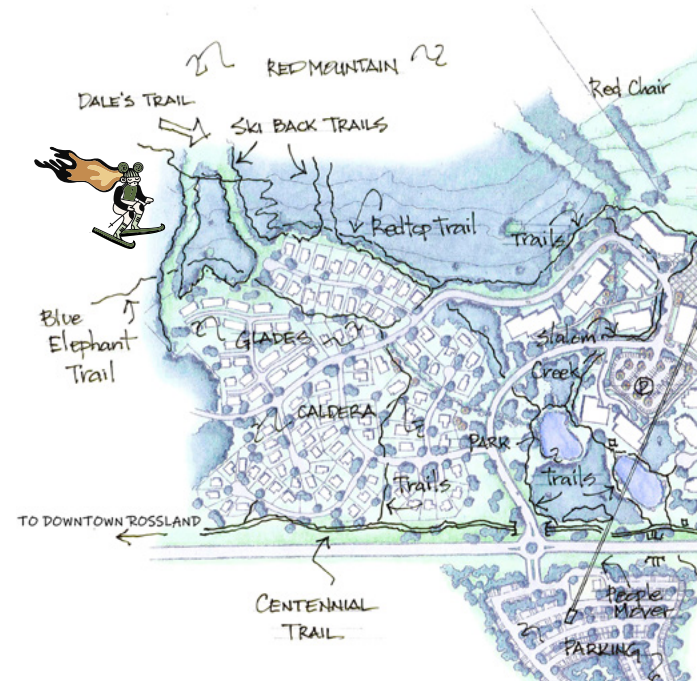 RED MOUNTAIN
Red Chair
DALE'S TRAIL
SKI BACK TRAILS
Redtop Trail
Trails
Blue
Elephant
Trail
GLADES
Slalom
Creek
P
CALDERA
PARK
Trails
Trails
TO DOWNTOWN ROSSLAND
CENTENNIAL
TRAIL
People
Mover
PARKING